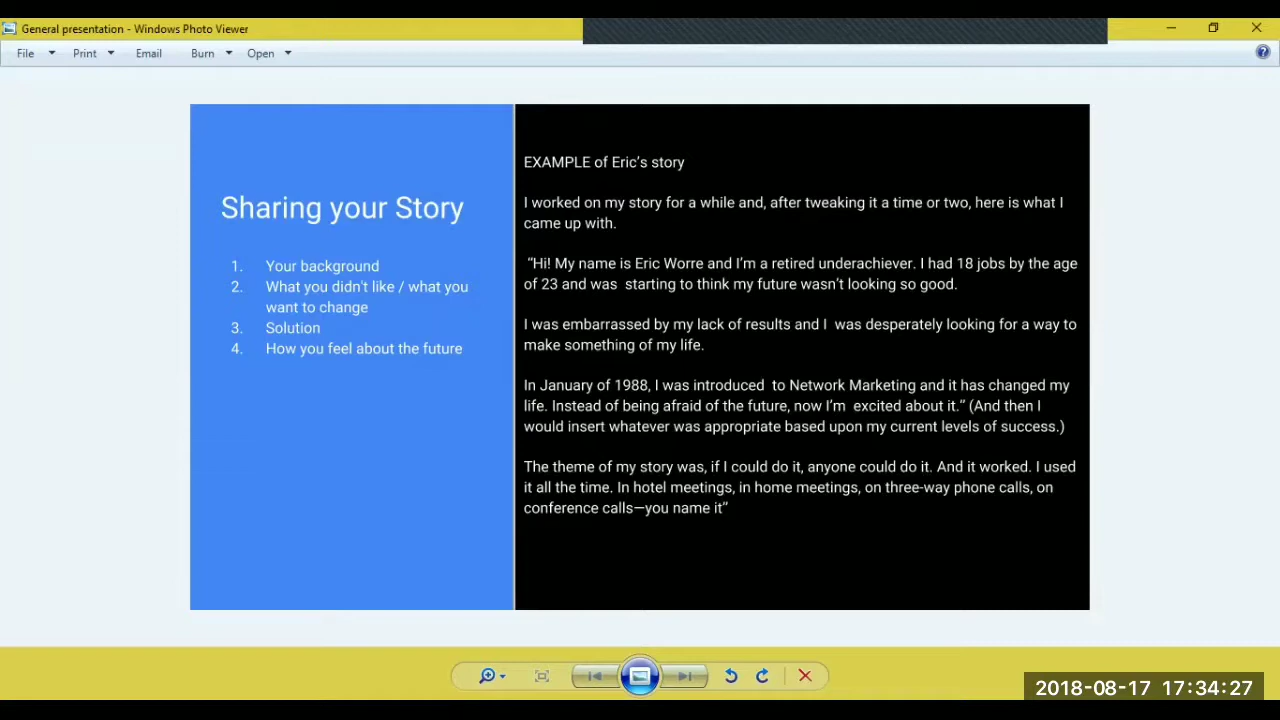 General presentation - Windows Photo Viewer
File Print Email Burn Open
Sharing your Story
1. Your background
2. What you didn't like / what you
want to change
3. Solution
4. How you feel about the future
EXAMPLE of Eric's story
I worked on my story for a while and, after tweaking it a time or two, here is what I
came up with.
“Hi! My name is Eric Worre and I’m a retired underachiever. I had 18 jobs by the age
of 23 and was starting to think my future wasn’t looking so good.
I was embarrassed by my lack of results and I was desperately looking for a way to
make something of my life.
In January of 1988, I was introduced to Network Marketing and it has changed my
life. Instead of being afraid of the future, now I’m excited about it.” (And then I
would insert whatever was appropriate based upon my current levels of success.)
The theme of my story was, if I could do it, anyone could do it. And it worked. I used
it all the time. In hotel meetings, in home meetings, on three-way phone calls, on
conference calls—you name it”
2018-08-17 17:34:27